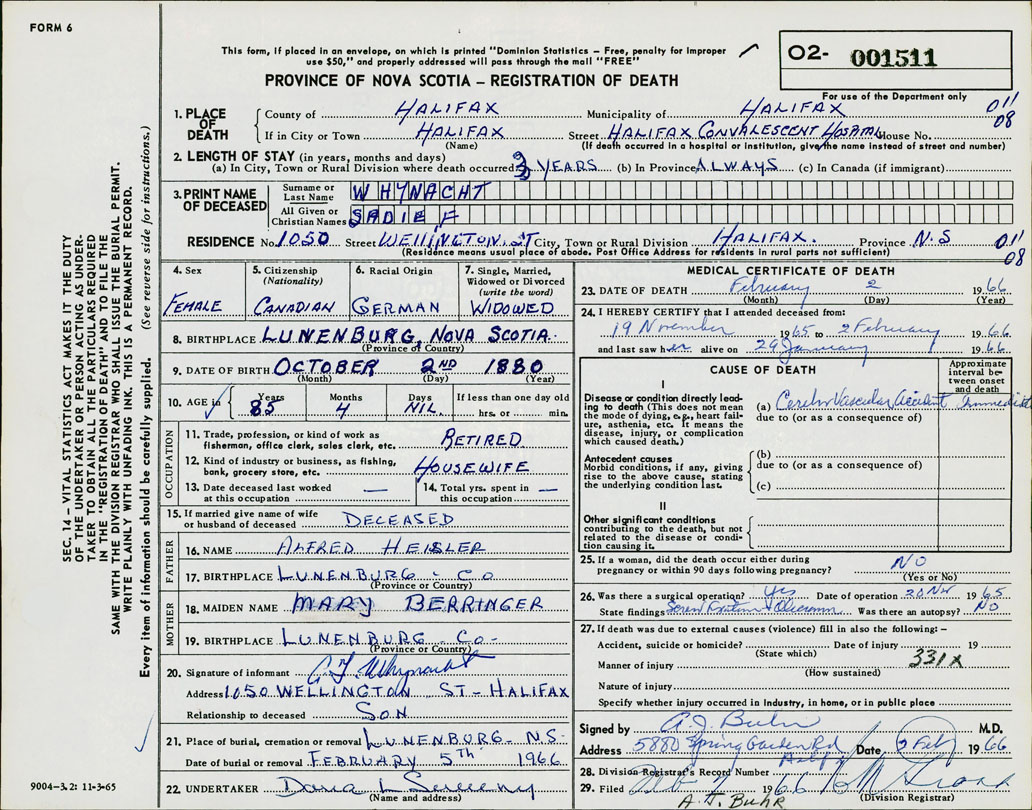 FORM 6
This form, if placed in an envelope, on which is printed "Dominion Statistics – Free, penalty for improper
use $50," and properly addressed will pass through the mail "FREE"
O2- 001511
PROVINCE OF NOVA SCOTIA – REGISTRATION OF DEATH
For use of the Department only
1. PLACE OF DEATH
County of HALIFAX Municipality of HALIFAX 011
If in City or Town HALIFAX Street HALIFAX CONVALESCENT HOSPITAL House No. 08
(Name) (If death occurred in a hospital or institution, give the name instead of street and number)
2. LENGTH OF STAY (in years, months and days)
(a) In City, Town or Rural Division where death occurred 3 YEARS (b) In Province ALWAYS (c) In Canada (if immigrant)
3. PRINT NAME OF DECEASED
Surname or Last Name WHYNACHT
All Given or Christian Names SADIE F
RESIDENCE No. 1050 Street WELLINGTON ST City, Town or Rural Division HALIFAX. Province N.S 011
(Residence means usual place of abode. Post Office Address for residents in rural parts not sufficient) 08
4. Sex FEMALE
5. Citizenship (Nationality) CANADIAN
6. Racial Origin GERMAN
7. Single, Married, Widowed or Divorced (write the word) WIDOWED
8. BIRTHPLACE LUNENBURG, NOVA SCOTIA.
(Province or Country)
9. DATE OF BIRTH OCTOBER 2ND 1880
(Month) (Day) (Year)
10. AGE in Years 85 Months 4 Days NIL. If less than one day old hrs. or min.
OCCUPATION
11. Trade, profession, or kind of work as fisherman, office clerk, sales clerk, etc. RETIRED
12. Kind of industry or business, as fishing, bank, grocery store, etc. HOUSEWIFE
13. Date deceased last worked at this occupation —
14. Total yrs. spent in this occupation —
15. If married give name of wife or husband of deceased DECEASED
FATHER
16. NAME ALFRED HEISLER
17. BIRTHPLACE LUNENBURG - CO
(Province or Country)
MOTHER
18. MAIDEN NAME MARY BERRINGER
19. BIRTHPLACE LUNENBURG CO-
(Province or Country)
20. Signature of informant Whynacht
Address 1050 WELLINGTON ST - HALIFAX
Relationship to deceased SON
21. Place of burial, cremation or removal LUNENBURG - N.S.
Date of burial or removal FEBRUARY 5TH 1966
22. UNDERTAKER
(Name and address)
MEDICAL CERTIFICATE OF DEATH
23. DATE OF DEATH February 2 1966
(Month) (Day) (Year)
24. I HEREBY CERTIFY that I attended deceased from:
19 November 1965 to 2 February 1966
and last saw her alive on 29 January 1966
CAUSE OF DEATH
Approximate interval between onset and death
I
Disease or condition directly leading to death (This does not mean the mode of dying, e.g., heart failure, asthenia, etc. It means the disease, injury, or complication which caused death.)
(a) Cerebro Vascular Accident Immediate
due to (or as a consequence of)
Antecedent causes
Morbid conditions, if any, giving rise to the above cause, stating the underlying condition last.
(b)
due to (or as a consequence of)
(c)
II
Other significant conditions contributing to the death, but not related to the disease or condition causing it.
25. If a woman, did the death occur either during pregnancy or within 90 days following pregnancy? NO
(Yes or No)
26. Was there a surgical operation? Yes Date of operation 20 Nov 1965
State findings Was there an autopsy? NO
27. If death was due to external causes (violence) fill in also the following:–
Accident, suicide or homicide? Date of injury 19
(State which) 331X
Manner of injury
(How sustained)
Nature of injury
Specify whether injury occurred in industry, in home, or in public place
Signed by A.J. Buhr M.D.
Address 5880 Spring Garden Rd Halifax Date 2 Feb 1966
28. Division Registrar's Record Number
29. Filed Feb 1966
(Division Registrar)
A. J. BUHR
SEC. 14 – VITAL STATISTICS ACT MAKES IT THE DUTY
OF THE UNDERTAKER OR PERSON ACTING AS UNDER-
TAKER TO OBTAIN ALL THE PARTICULARS REQUIRED
IN THE "REGISTRATION OF DEATH" AND TO FILE THE
SAME WITH THE DIVISION REGISTRAR WHO SHALL ISSUE THE BURIAL PERMIT.
WRITE PLAINLY WITH UNFADING INK. THIS IS A PERMANENT RECORD.
Every item of information should be carefully supplied. (See reverse side for instructions.)
9004-3.2: 11-3-65